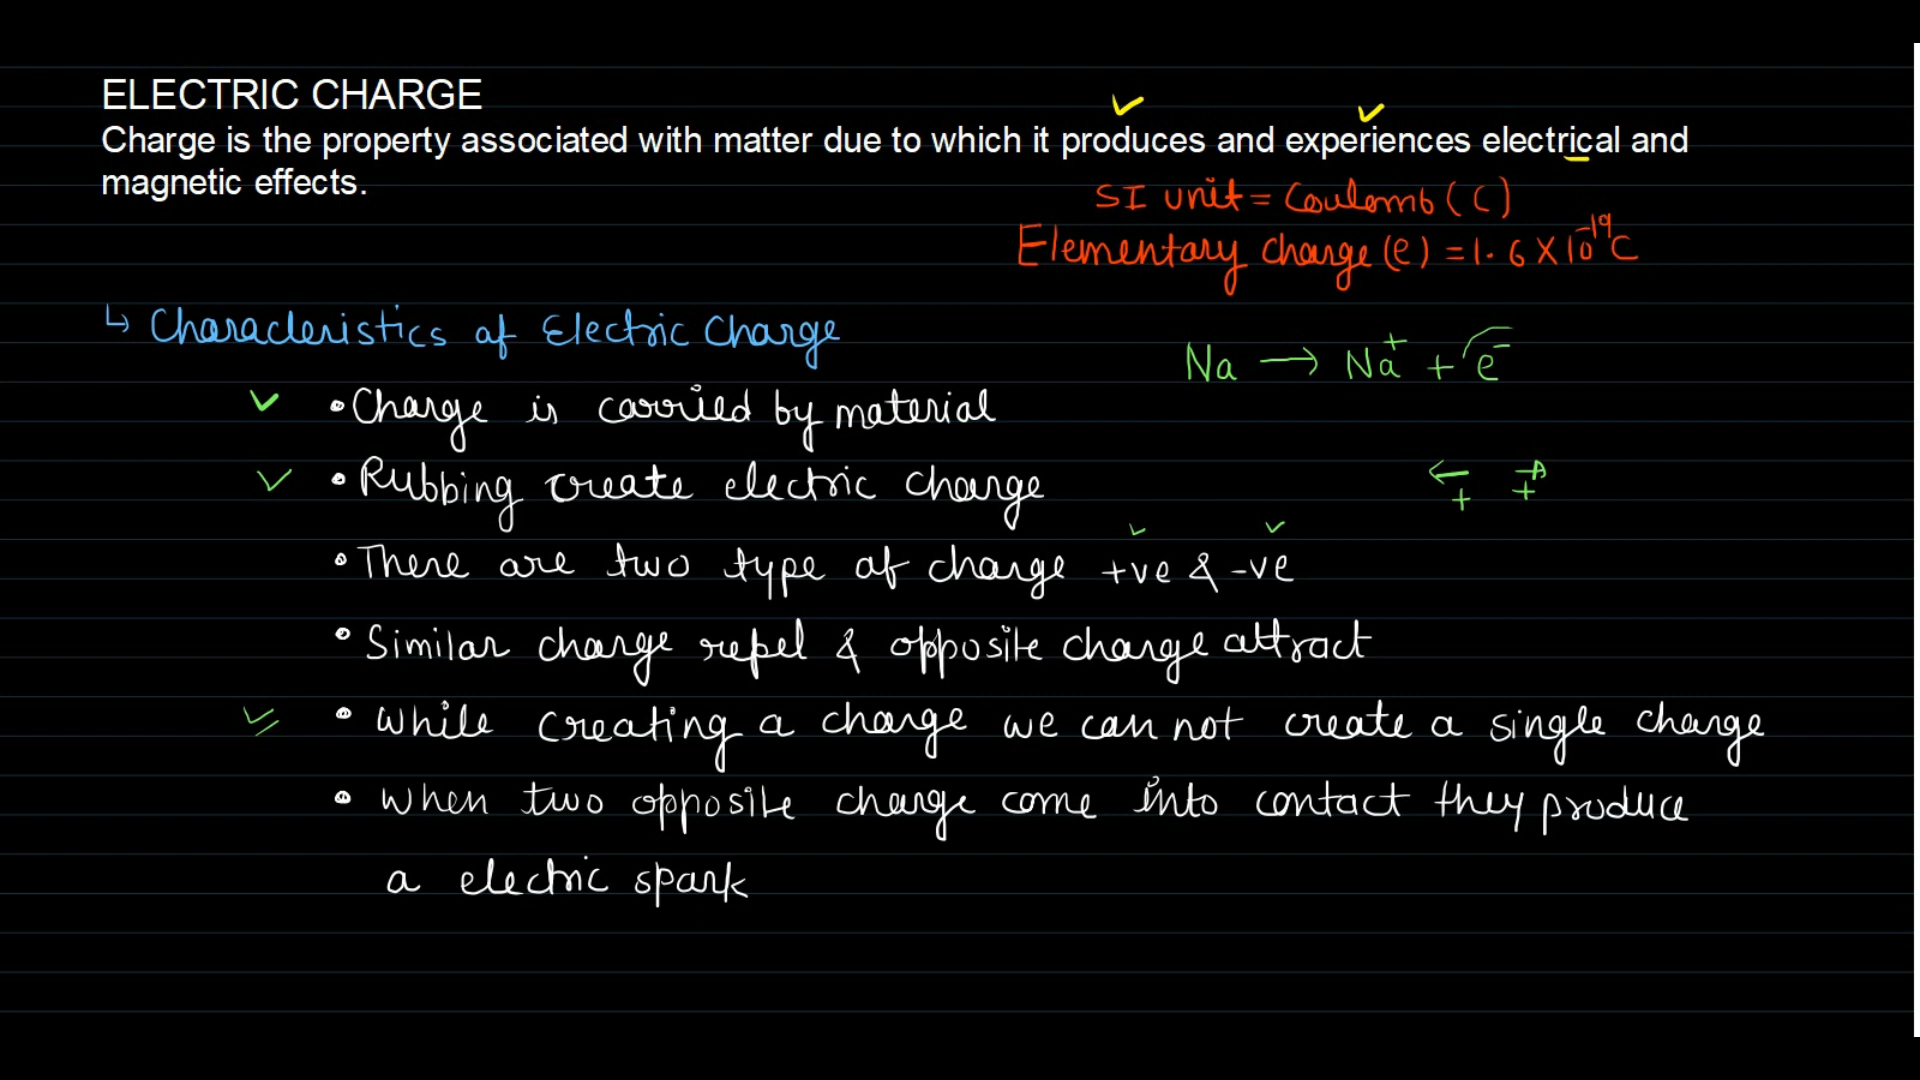 ELECTRIC CHARGE
Charge is the property associated with matter due to which it produces and experiences electrical and
magnetic effects.
SI unit = Coulomb (C)
Elementary charge (e) = 1.6 X 10⁻¹⁹ C
↳ Characteristics of Electric Charge
Na → Na⁺ + e⁻
• Charge is carried by material
• Rubbing create electric charge
← →
+ +
• There are two type of charge +ve & -ve
• Similar charge repel & opposite charge attract
• While creating a charge we can not create a single charge
• When two opposite charge come into contact they produce
a electric spark